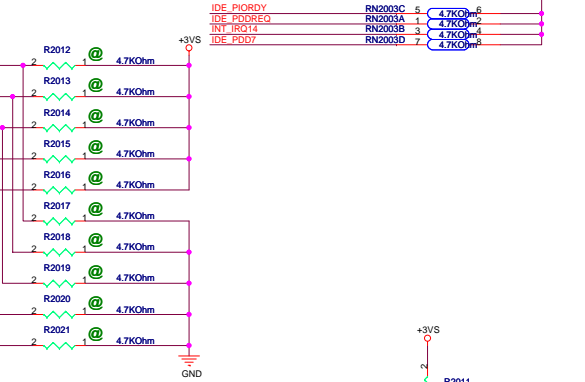 IDE_PIORDY RN2003C 5 4.7KOhm 6
IDE_PDDREQ RN2003A 1 4.7KOhm 2
INT_IRQ14 RN2003B 3 4.7KOhm 4
IDE_PDD7 RN2003D 7 4.7KOhm 8
+3VS
R2012 @
2 1 4.7KOhm
R2013 @
2 1 4.7KOhm
R2014 @
2 1 4.7KOhm
R2015 @
2 1 4.7KOhm
R2016 @
2 1 4.7KOhm
R2017 @
2 1 4.7KOhm
R2018 @
2 1 4.7KOhm
R2019 @
2 1 4.7KOhm
R2020 @
2 1 4.7KOhm
R2021 @
2 1 4.7KOhm
GND
+3VS
2
R2011